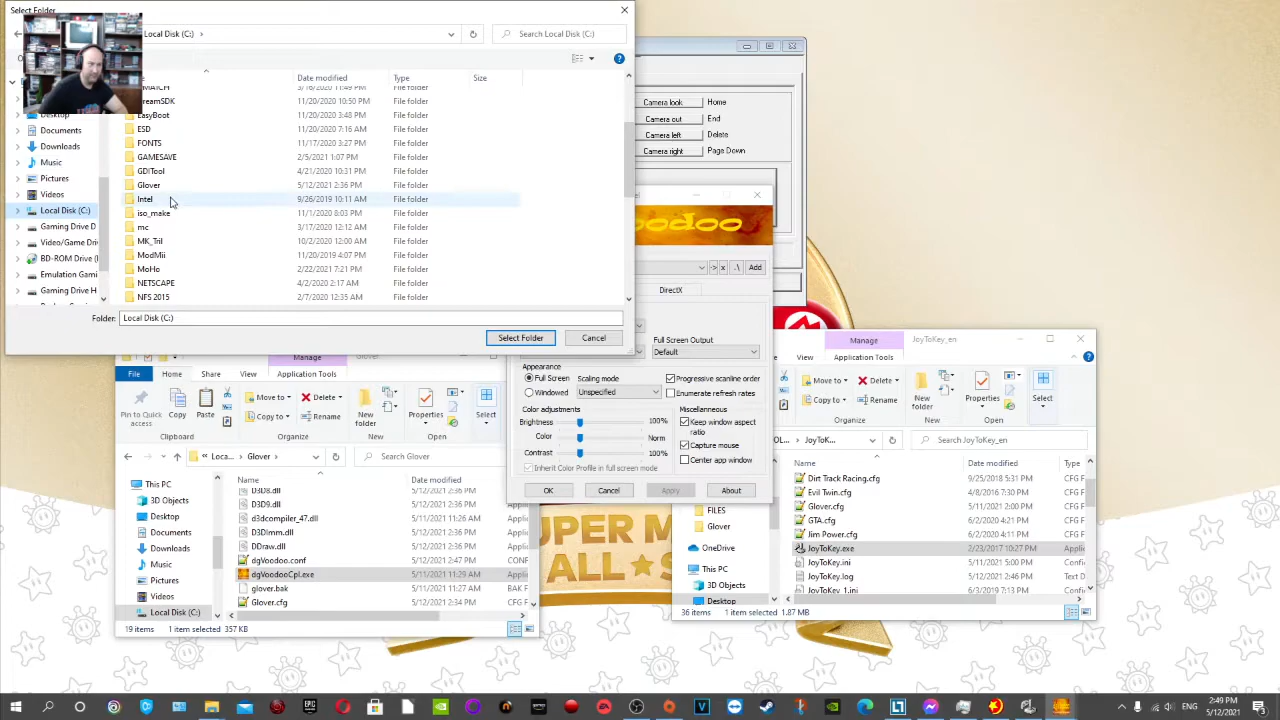 Select Folder
Local Disk (C:) ›
Search Local Disk (C:)
Date modified
Type
Size
3/16/2020 11:49 PM File folder
reamSDK 11/20/2020 10:50 PM File folder
EasyBoot 11/20/2020 3:48 PM File folder
ESD 11/20/2020 7:16 AM File folder
FONTS 11/17/2020 3:27 PM File folder
GAMESAVE 2/5/2021 1:07 PM File folder
GDITool 4/21/2020 10:31 PM File folder
Glover 5/12/2021 2:36 PM File folder
Intel 9/26/2019 10:11 AM File folder
iso_make 11/1/2020 8:03 PM File folder
mc 3/17/2020 12:12 AM File folder
MK_Tril 10/2/2020 12:00 AM File folder
ModMii 11/20/2019 4:07 PM File folder
MoHo 2/22/2021 7:21 PM File folder
NETSCAPE 4/2/2020 2:17 AM File folder
NFS 2015 2/7/2020 12:35 AM File folder
Desktop
Documents
Downloads
Music
Pictures
Videos
Local Disk (C:)
Gaming Drive D
Video/Game Dri
BD-ROM Drive (
Emulation Gami
Gaming Drive H
Folder: Local Disk (C:)
Select Folder
Cancel
Camera look Home
Camera out End
Camera left Delete
Camera right Page Down
oodoo
-> x .\ Add
DirectX
Full Screen Output
Default
Appearance
Full Screen
Scaling mode
Windowed
Unspecified
Progressive scanline order
Enumerate refresh rates
Color adjustments
Brightness 100%
Color Norm
Contrast 100%
Inherit Color Profile in full screen mode
Miscellaneous
Keep window aspect
ratio
Capture mouse
Center app window
OK
Cancel
Apply
About
Manage
Glover
File
Home
Share
View
Application Tools
Pin to Quick
access
Copy
Paste
Move to
Delete
Copy to
Rename
New
folder
Properties
Select
Clipboard
Organize
New
Open
Loca... › Glover ›
Search Glover
This PC
3D Objects
Desktop
Documents
Downloads
Music
Pictures
Videos
Local Disk (C:)
Name
Date modified
Type
D3D8.dll 5/12/2021 2:36 PM Applic
D3D9.dll 5/12/2021 2:36 PM Applic
d3dcompiler_47.dll 5/11/2021 11:26 AM Applic
D3DImm.dll 5/12/2021 2:36 PM Applic
DDraw.dll 5/12/2021 2:36 PM Applic
dgVoodoo.conf 5/12/2021 2:47 PM CONF
dgVoodooCpl.exe 5/11/2021 11:29 AM Applic
glover.bak 5/11/2021 11:27 AM BAK F
Glover.cfg 5/12/2021 2:34 PM CFG F
19 items
1 item selected 357 KB
Manage
JoyToKey_en
View
Application Tools
Move to
Delete
Copy to
Rename
New
folder
Properties
Select
Organize
New
Open
JoyToK...
Search JoyToKey_en
FILES
Glover
OneDrive
This PC
3D Objects
Desktop
Name
Date modified
Type
Dirt Track Racing.cfg 9/25/2018 5:31 PM CFG F
Evil Twin.cfg 4/8/2016 7:30 PM CFG F
Glover.cfg 5/11/2021 2:00 PM CFG F
GTA.cfg 6/2/2020 4:21 PM CFG F
Jim Power.cfg 6/2/2020 4:11 PM CFG F
JoyToKey.exe 2/23/2017 10:27 PM Applic
JoyToKey.ini 5/11/2021 5:00 PM Config
JoyToKey.log 5/12/2021 2:46 PM Text D
JoyToKey_1.ini 6/3/2019 7:13 PM Config
36 items
1 item selected 1.87 MB
UPER M
ALL
2:49 PM
5/12/2021